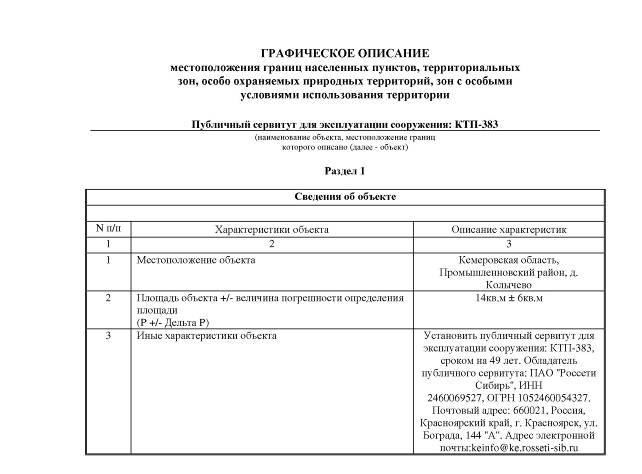 ГРАФИЧЕСКОЕ ОПИСАНИЕ
местоположения границ населенных пунктов, территориальных
зон, особо охраняемых природных территорий, зон с особыми
условиями использования территории
Публичный сервитут для эксплуатации сооружения: КТП-383
(наименование объекта, местоположение границ
которого описано (далее - объект)
Раздел 1
Сведения об объекте
N п/п Характеристики объекта Описание характеристик
1 2 3
1 Местоположение объекта Кемеровская область,
Промышленновский район, д.
Колычево
2 Площадь объекта +/- величина погрешности определения 14кв.м ± 6кв.м
площади
(Р +/- Дельта Р)
3 Иные характеристики объекта Установить публичный сервитут для
эксплуатации сооружения: КТП-383,
сроком на 49 лет. Обладатель
публичного сервитута: ПАО "Россети
Сибирь", ИНН
2460069527, ОГРН 1052460054327.
Почтовый адрес: 660021, Россия,
Красноярский край, г. Красноярск, ул.
Бограда, 144 "А". Адрес электронной
почты:keinfo@ke.rosseti-sib.ru